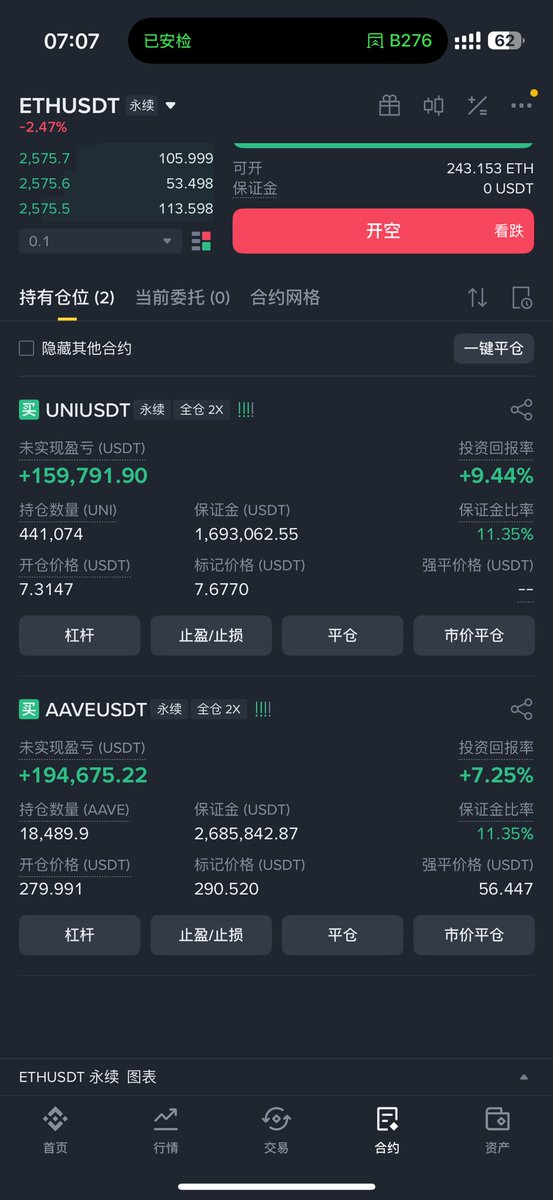 07:07 已安检 B276 62
ETHUSDT 永续
-2.47%
2,575.7 105.999
2,575.6 53.498
2,575.5 113.598
0.1
可开 243.153 ETH
保证金 0 USDT
开空 看跌
持有仓位 (2) 当前委托 (0) 合约网格
隐藏其他合约 一键平仓
买 UNIUSDT 永续 全仓 2X !!!!
未实现盈亏 (USDT) 投资回报率
+159,791.90 +9.44%
持仓数量 (UNI) 保证金 (USDT) 保证金比率
441,074 1,693,062.55 11.35%
开仓价格 (USDT) 标记价格 (USDT) 强平价格 (USDT)
7.3147 7.6770 --
杠杆 止盈/止损 平仓 市价平仓
买 AAVEUSDT 永续 全仓 2X !!!!
未实现盈亏 (USDT) 投资回报率
+194,675.22 +7.25%
持仓数量 (AAVE) 保证金 (USDT) 保证金比率
18,489.9 2,685,842.87 11.35%
开仓价格 (USDT) 标记价格 (USDT) 强平价格 (USDT)
279.991 290.520 56.447
杠杆 止盈/止损 平仓 市价平仓
ETHUSDT 永续 图表
首页 行情 交易 合约 资产